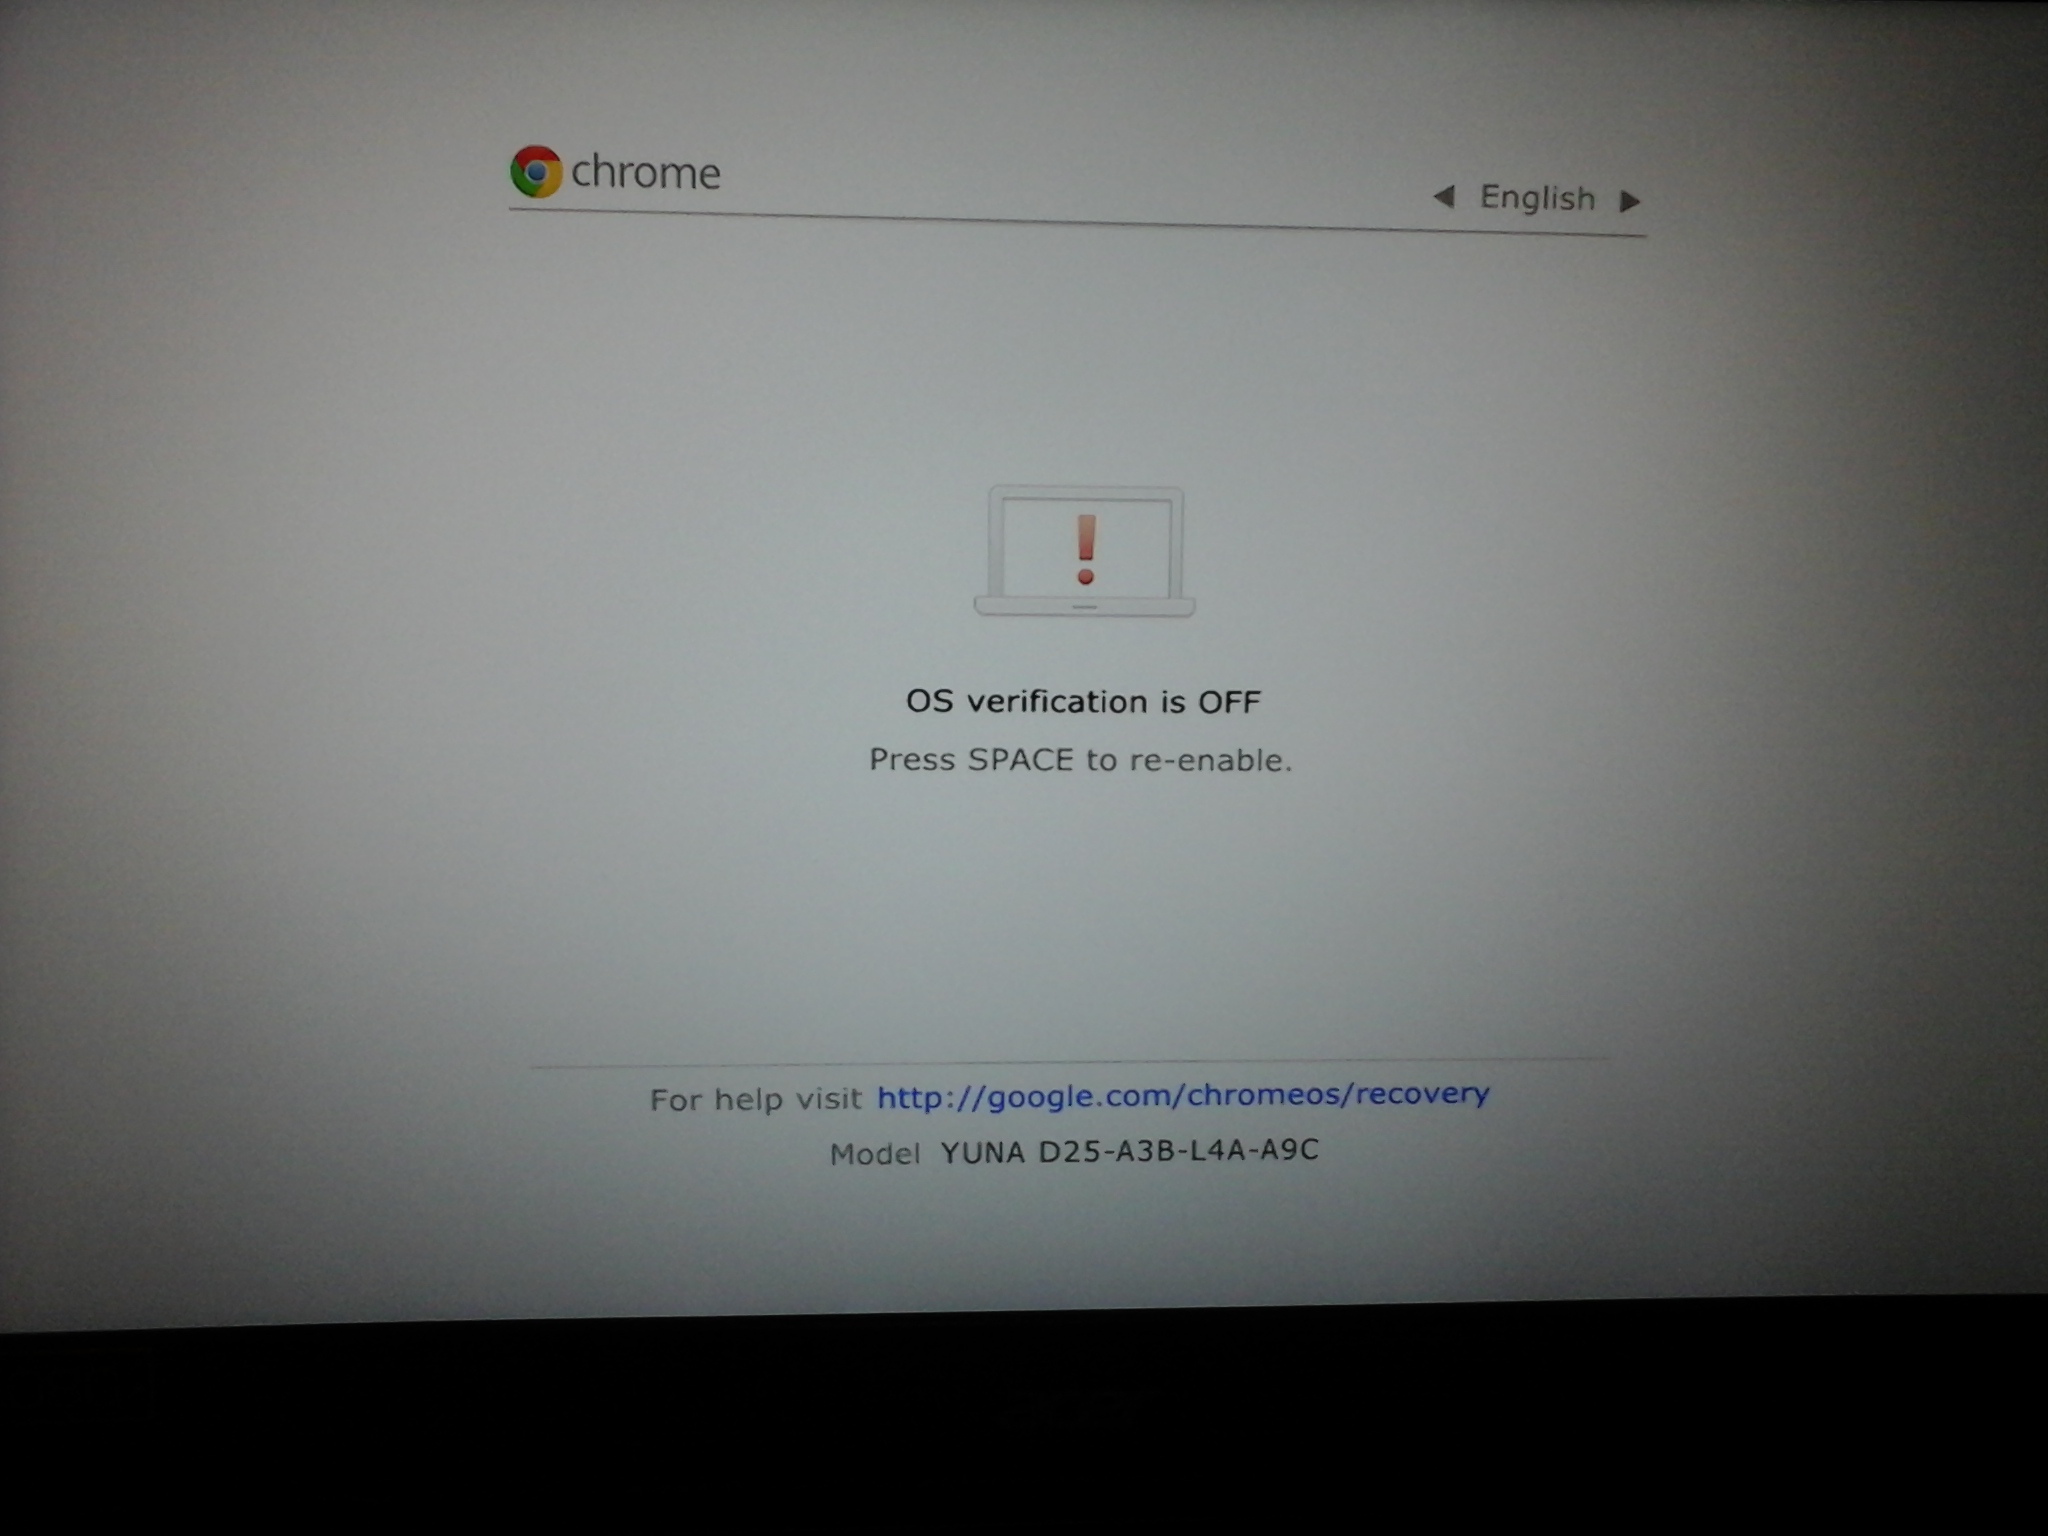 chrome
English
OS verification is OFF
Press SPACE to re-enable.
For help visit http://google.com/chromeos/recovery
Model YUNA D25-A3B-L4A-A9C